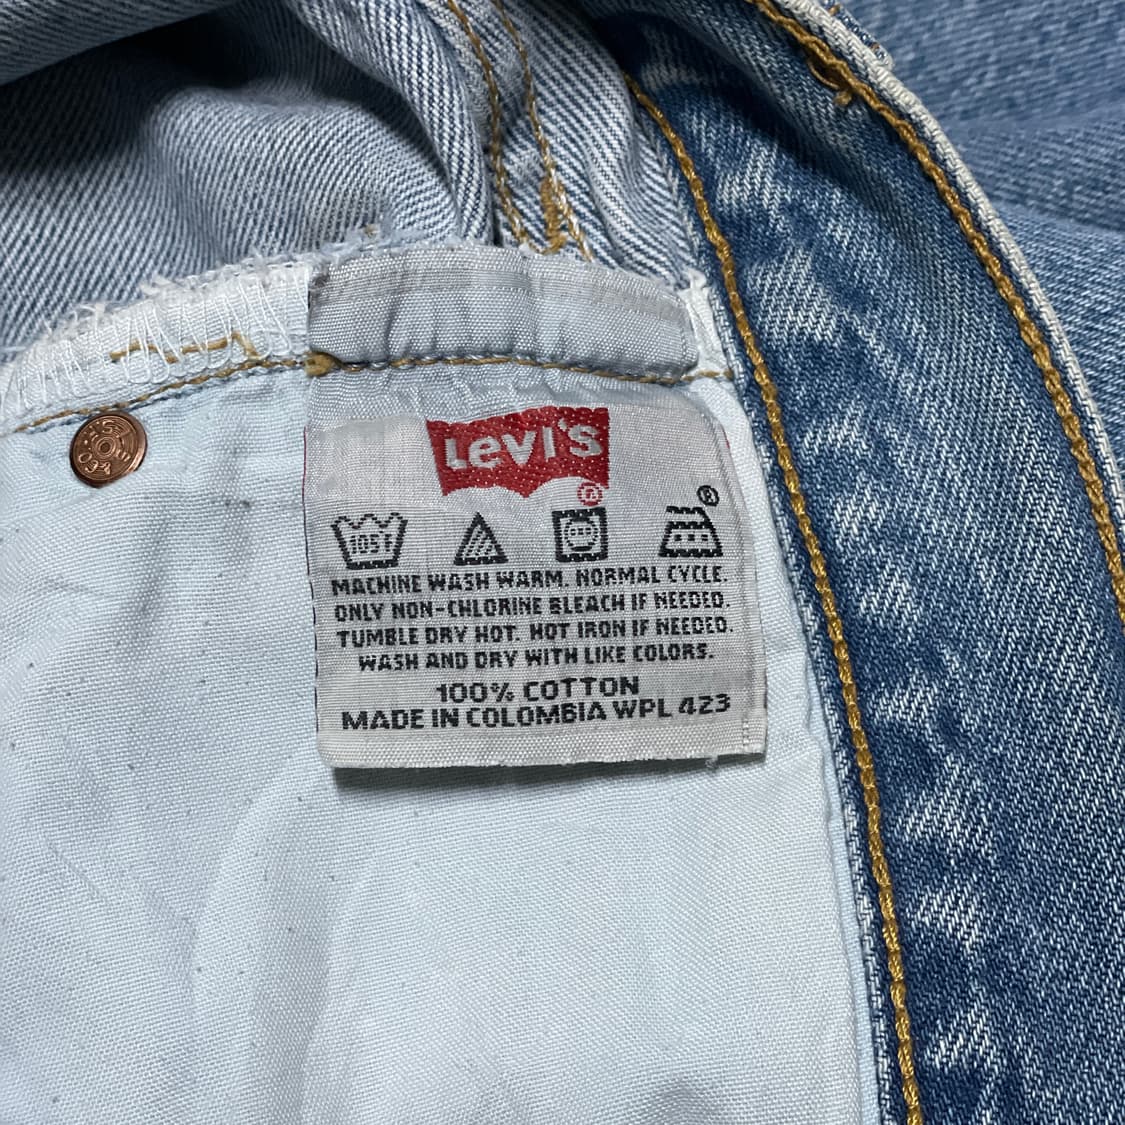 LEVI'S
®
105F
®
MACHINE WASH WARM. NORMAL CYCLE.
ONLY NON-CHLORINE BLEACH IF NEEDED.
TUMBLE DRY HOT. HOT IRON IF NEEDED.
WASH AND DRY WITH LIKE COLORS.
100% COTTON
MADE IN COLOMBIA WPL 423